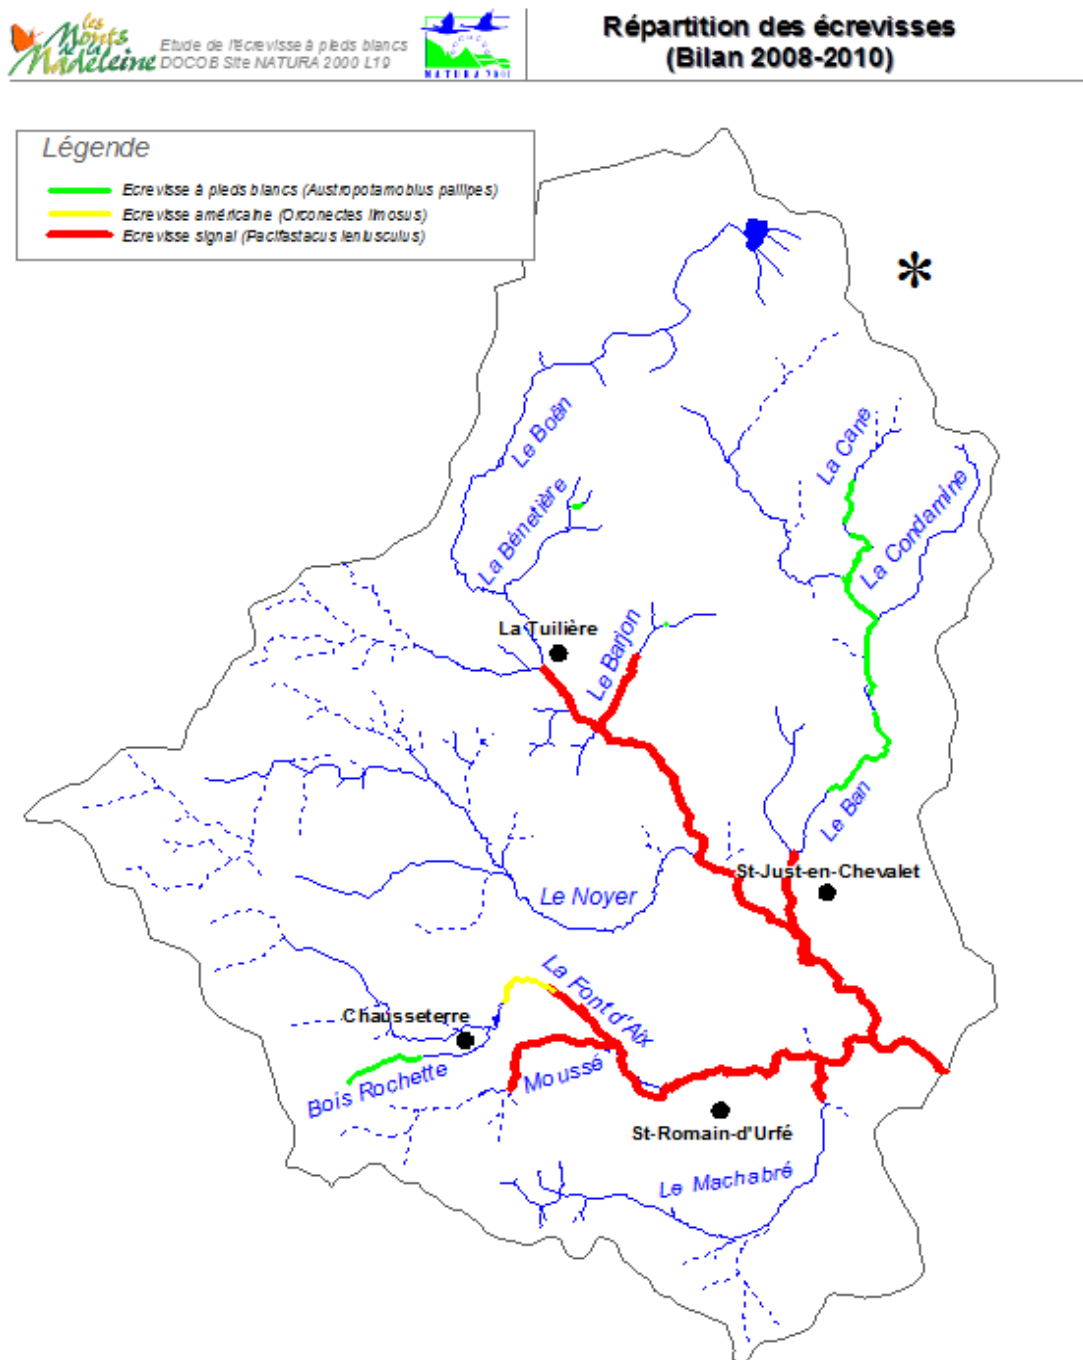 les
Monts
de la
Madeleine
Etude de l'Ecrevisse à pieds blancs
DOCOB Site NATURA 2000 L19
NATURA 2000
Répartition des écrevisses
(Bilan 2008-2010)
Légende
Ecrevisse à pieds blancs (Austropotamobius pallipes)
Ecrevisse américaine (Orconectes limosus)
Ecrevisse signal (Pacifastacus leniusculus)
*
Le Boën
La Cane
La Bénetière
La Condamine
La Tuilière
Le Barjon
Le Ban
St-Just-en-Chevalet
Le Noyer
La Font d'Aix
Chausseterre
Moussé
Bois Rochette
St-Romain-d'Urfé
Le Machabré